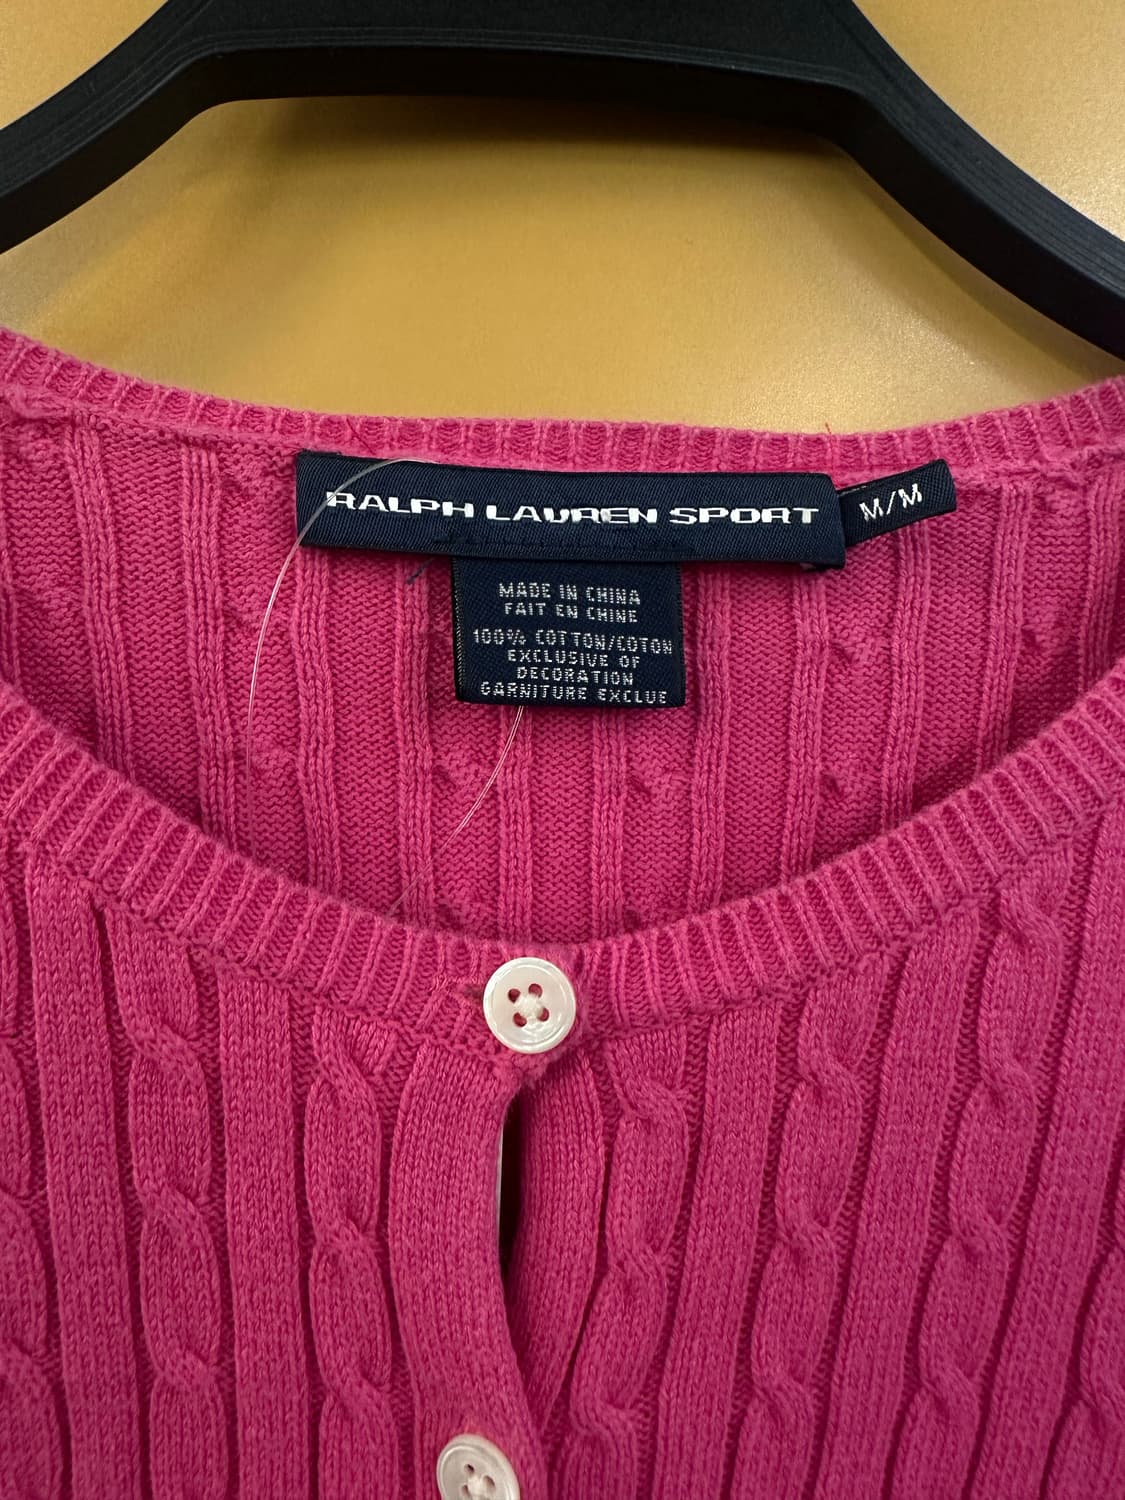 RALPH LAUREN SPORT
M/M
MADE IN CHINA
FAIT EN CHINE
100% COTTON/COTON
EXCLUSIVE OF
DECORATION
GARNITURE EXCLUE